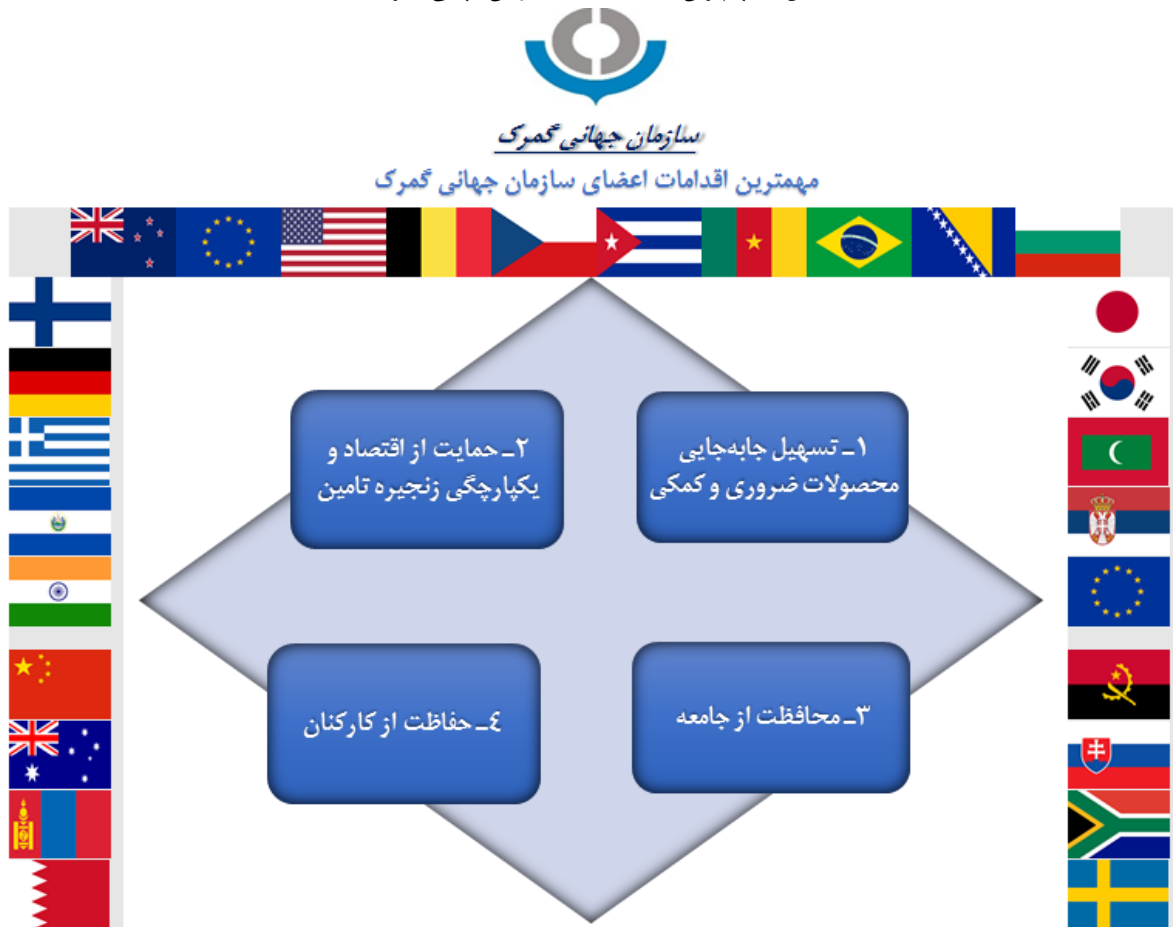 سازمان جهانی گمرک
مهمترین اقدامات اعضای سازمان جهانی گمرک
۱ـ تسهیل جابه‌جایی
محصولات ضروری و کمکی
۲ـ حمایت از اقتصاد و
یکپارچگی زنجیره تامین
۳ـ محافظت از جامعه
٤ـ حفاظت از کارکنان